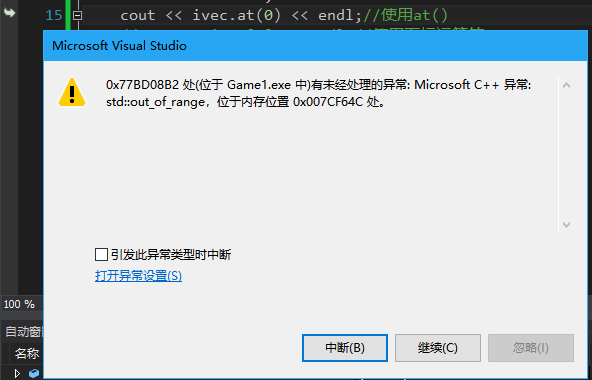 15
cout << ivec.at(0) << endl;//使用at()
Microsoft Visual Studio
0x77BD08B2 处(位于 Game1.exe 中)有未经处理的异常: Microsoft C++ 异常:
std::out_of_range，位于内存位置 0x007CF64C 处。
引发此异常类型时中断
打开异常设置(S)
100 %
自动窗
名称
中断(B) 继续(C) 忽略(I)